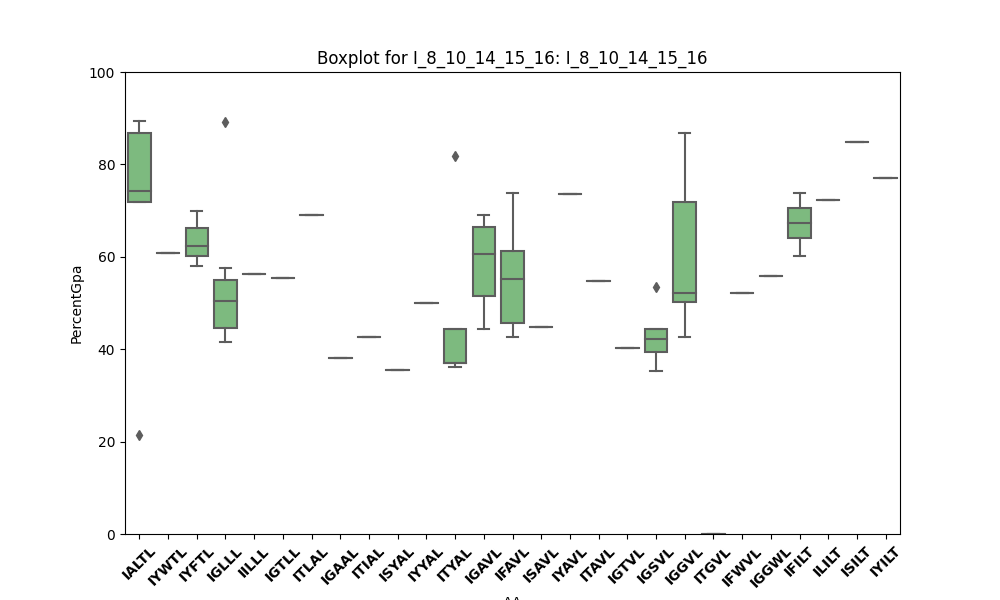 Boxplot for I_8_10_14_15_16: I_8_10_14_15_16
100
80
60
40
20
0
PercentGpa
IALTL IYWTL IYFTL IGLLL IILLL IGTLL ITLAL IGAAL ITIAL ISYAL IYYAL ITYAL IGAVL IFAVL ISAVL IYAVL ITAVL IGTVL IGSVL IGGVL ITGVL IFWVL IGGWL IFILT ILILT ISILT IYILT